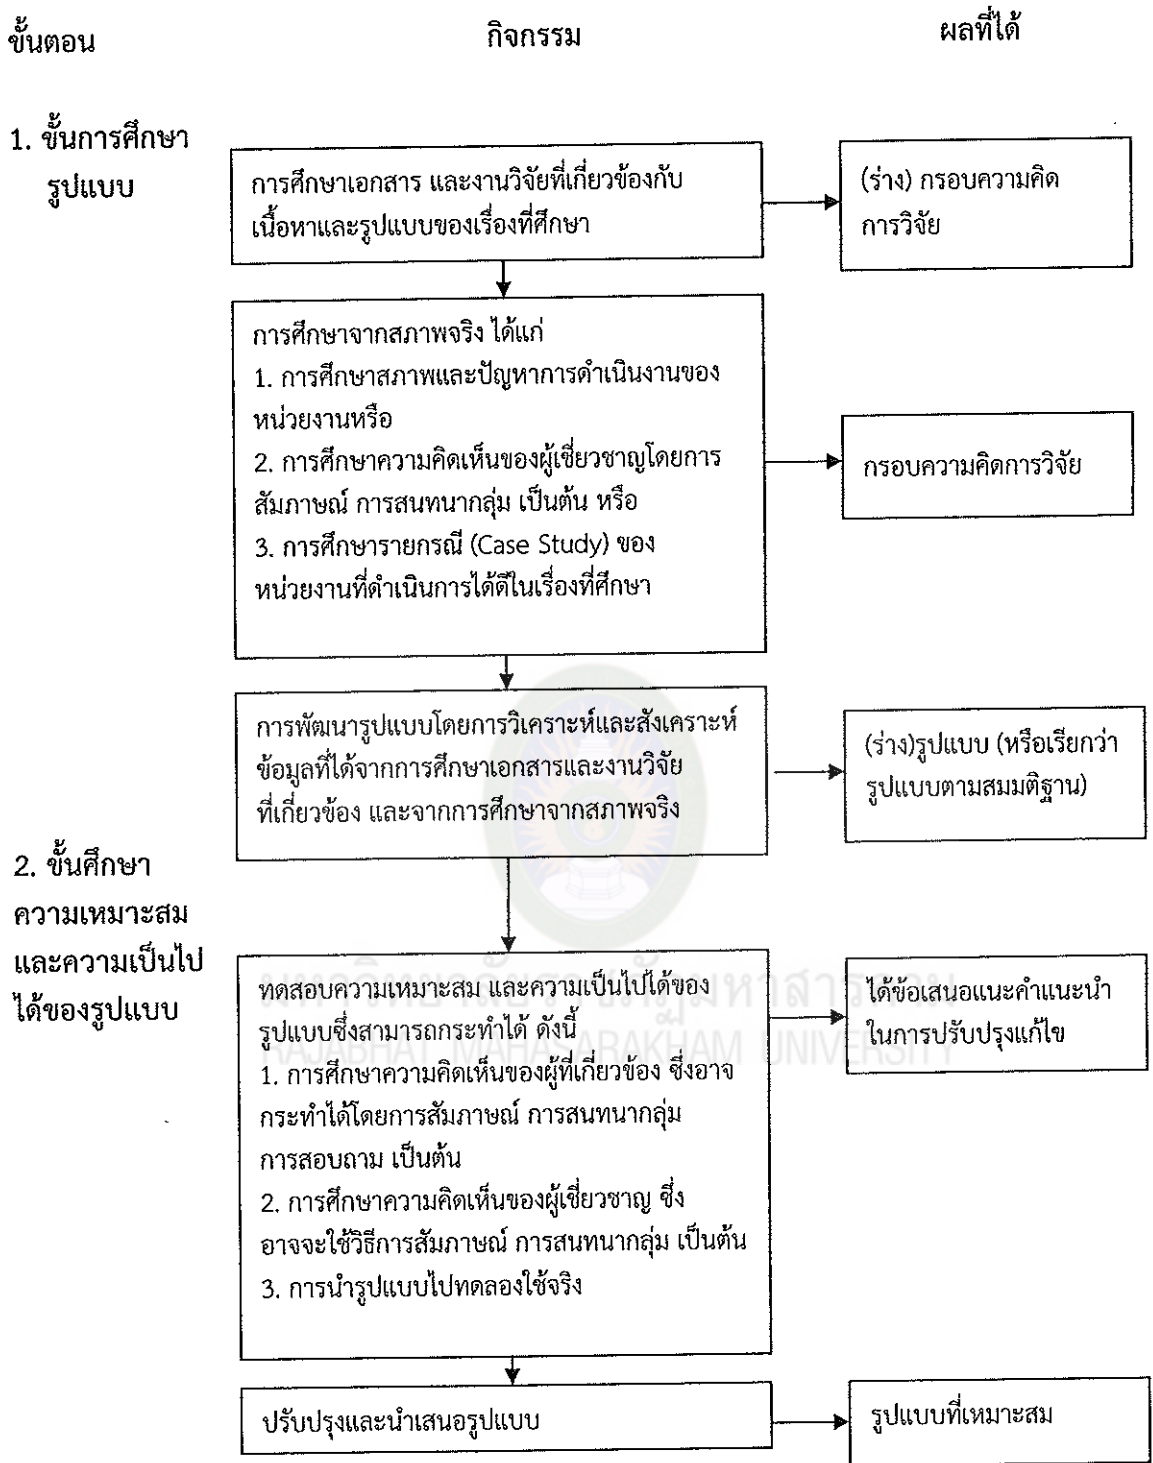 ขั้นตอน
กิจกรรม
ผลที่ได้
1. ขั้นการศึกษา
รูปแบบ
การศึกษาเอกสาร และงานวิจัยที่เกี่ยวข้องกับ
เนื้อหาและรูปแบบของเรื่องที่ศึกษา
(ร่าง) กรอบความคิด
การวิจัย
การศึกษาจากสภาพจริง ได้แก่
1. การศึกษาสภาพและปัญหาการดำเนินงานของ
หน่วยงานหรือ
2. การศึกษาความคิดเห็นของผู้เชี่ยวชาญโดยการ
สัมภาษณ์ การสนทนากลุ่ม เป็นต้น หรือ
3. การศึกษารายกรณี (Case Study) ของ
หน่วยงานที่ดำเนินการได้ดีในเรื่องที่ศึกษา
กรอบความคิดการวิจัย
การพัฒนารูปแบบโดยการวิเคราะห์และสังเคราะห์
ข้อมูลที่ได้จากการศึกษาเอกสารและงานวิจัย
ที่เกี่ยวข้อง และจากการศึกษาจากสภาพจริง
(ร่าง)รูปแบบ (หรือเรียกว่า
รูปแบบตามสมมติฐาน)
2. ขั้นศึกษา
ความเหมาะสม
และความเป็นไป
ได้ของรูปแบบ
ทดสอบความเหมาะสม และความเป็นไปได้ของ
รูปแบบซึ่งสามารถกระทำได้ ดังนี้
1. การศึกษาความคิดเห็นของผู้ที่เกี่ยวข้อง ซึ่งอาจ
กระทำได้โดยการสัมภาษณ์ การสนทนากลุ่ม
การสอบถาม เป็นต้น
2. การศึกษาความคิดเห็นของผู้เชี่ยวชาญ ซึ่ง
อาจจะใช้วิธีการสัมภาษณ์ การสนทนากลุ่ม เป็นต้น
3. การนำรูปแบบไปทดลองใช้จริง
ได้ข้อเสนอแนะคำแนะนำ
ในการปรับปรุงแก้ไข
มหาวิทยาลัยราชภัฏมหาสารคาม
RAJABHAT MAHASARAKHAM UNIVERSITY
ปรับปรุงและนำเสนอรูปแบบ
รูปแบบที่เหมาะสม